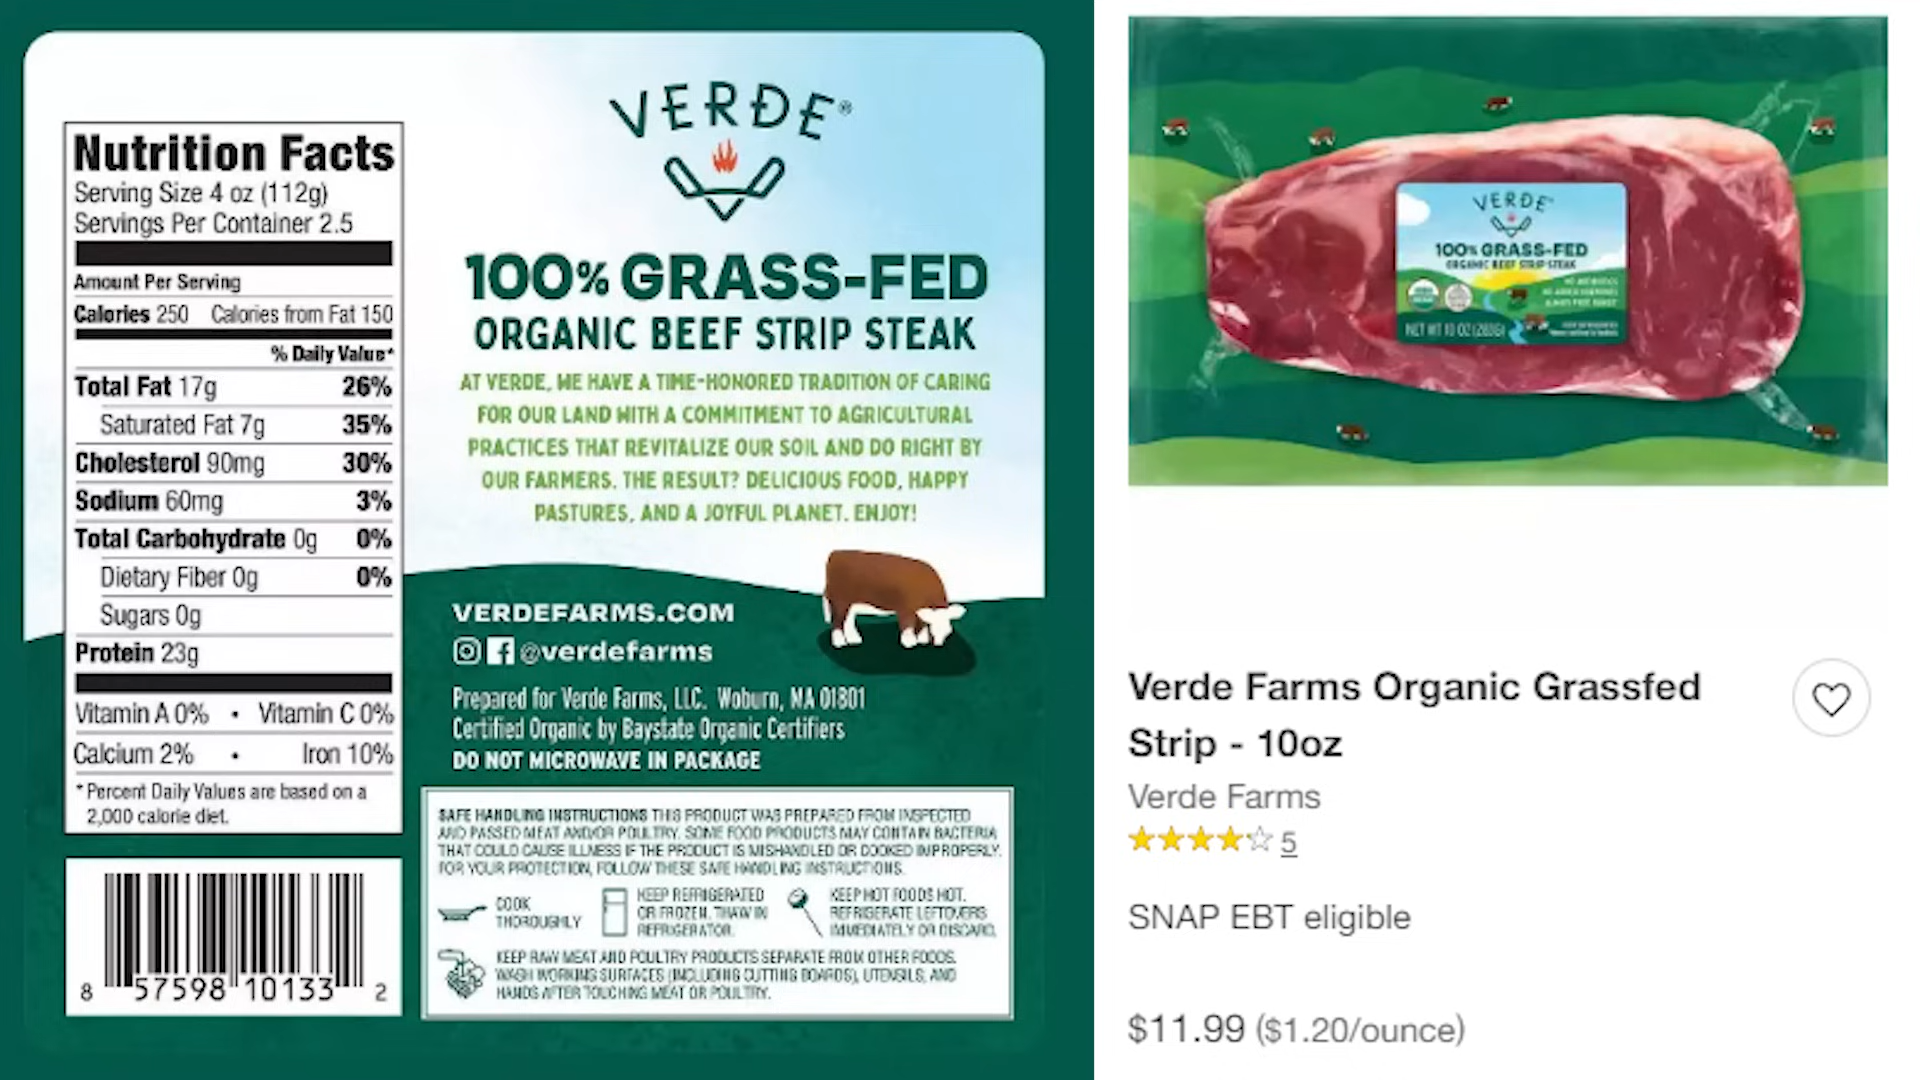 Nutrition Facts
Serving Size 4 oz (112g)
Servings Per Container 2.5
Amount Per Serving
Calories 250 Calories from Fat 150
% Daily Value*
Total Fat 17g 26%
Saturated Fat 7g 35%
Cholesterol 90mg 30%
Sodium 60mg 3%
Total Carbohydrate 0g 0%
Dietary Fiber 0g 0%
Sugars 0g
Protein 23g
Vitamin A 0% • Vitamin C 0%
Calcium 2% • Iron 10%
* Percent Daily Values are based on a
2,000 calorie diet.
8 57598 10133 2
VERDE®
100% GRASS-FED
ORGANIC BEEF STRIP STEAK
AT VERDE, WE HAVE A TIME-HONORED TRADITION OF CARING
FOR OUR LAND WITH A COMMITMENT TO AGRICULTURAL
PRACTICES THAT REVITALIZE OUR SOIL AND DO RIGHT BY
OUR FARMERS. THE RESULT? DELICIOUS FOOD, HAPPY
PASTURES, AND A JOYFUL PLANET. ENJOY!
VERDEFARMS.COM
@verdefarms
Prepared for Verde Farms, LLC. Woburn, MA 01801
Certified Organic by Baystate Organic Certifiers
DO NOT MICROWAVE IN PACKAGE
SAFE HANDLING INSTRUCTIONS THIS PRODUCT WAS PREPARED FROM INSPECTED
AND PASSED MEAT AND/OR POULTRY. SOME FOOD PRODUCTS MAY CONTAIN BACTERIA
THAT COULD CAUSE ILLNESS IF THE PRODUCT IS MISHANDLED OR COOKED IMPROPERLY.
FOR YOUR PROTECTION, FOLLOW THESE SAFE HANDLING INSTRUCTIONS.
COOK
THOROUGHLY
KEEP REFRIGERATED
OR FROZEN. THAW IN
REFRIGERATOR.
KEEP HOT FOODS HOT.
REFRIGERATE LEFTOVERS
IMMEDIATELY OR DISCARD.
KEEP RAW MEAT AND POULTRY PRODUCTS SEPARATE FROM OTHER FOODS.
WASH WORKING SURFACES (INCLUDING CUTTING BOARDS), UTENSILS, AND
HANDS AFTER TOUCHING MEAT OR POULTRY.
VERDE
100% GRASS-FED
ORGANIC BEEF STRIP STEAK
NET WT 10 OZ (283G)
Verde Farms Organic Grassfed
Strip - 10oz
Verde Farms
5
SNAP EBT eligible
$11.99 ($1.20/ounce)